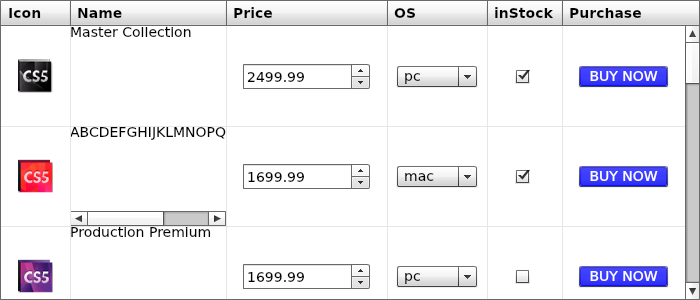 Icon Name Price OS inStock Purchase
Master Collection
CS5 2499.99 pc BUY NOW
ABCDEFGHIJKLMNOPQ
CS5 1699.99 mac BUY NOW
Production Premium
CS5 1699.99 pc BUY NOW